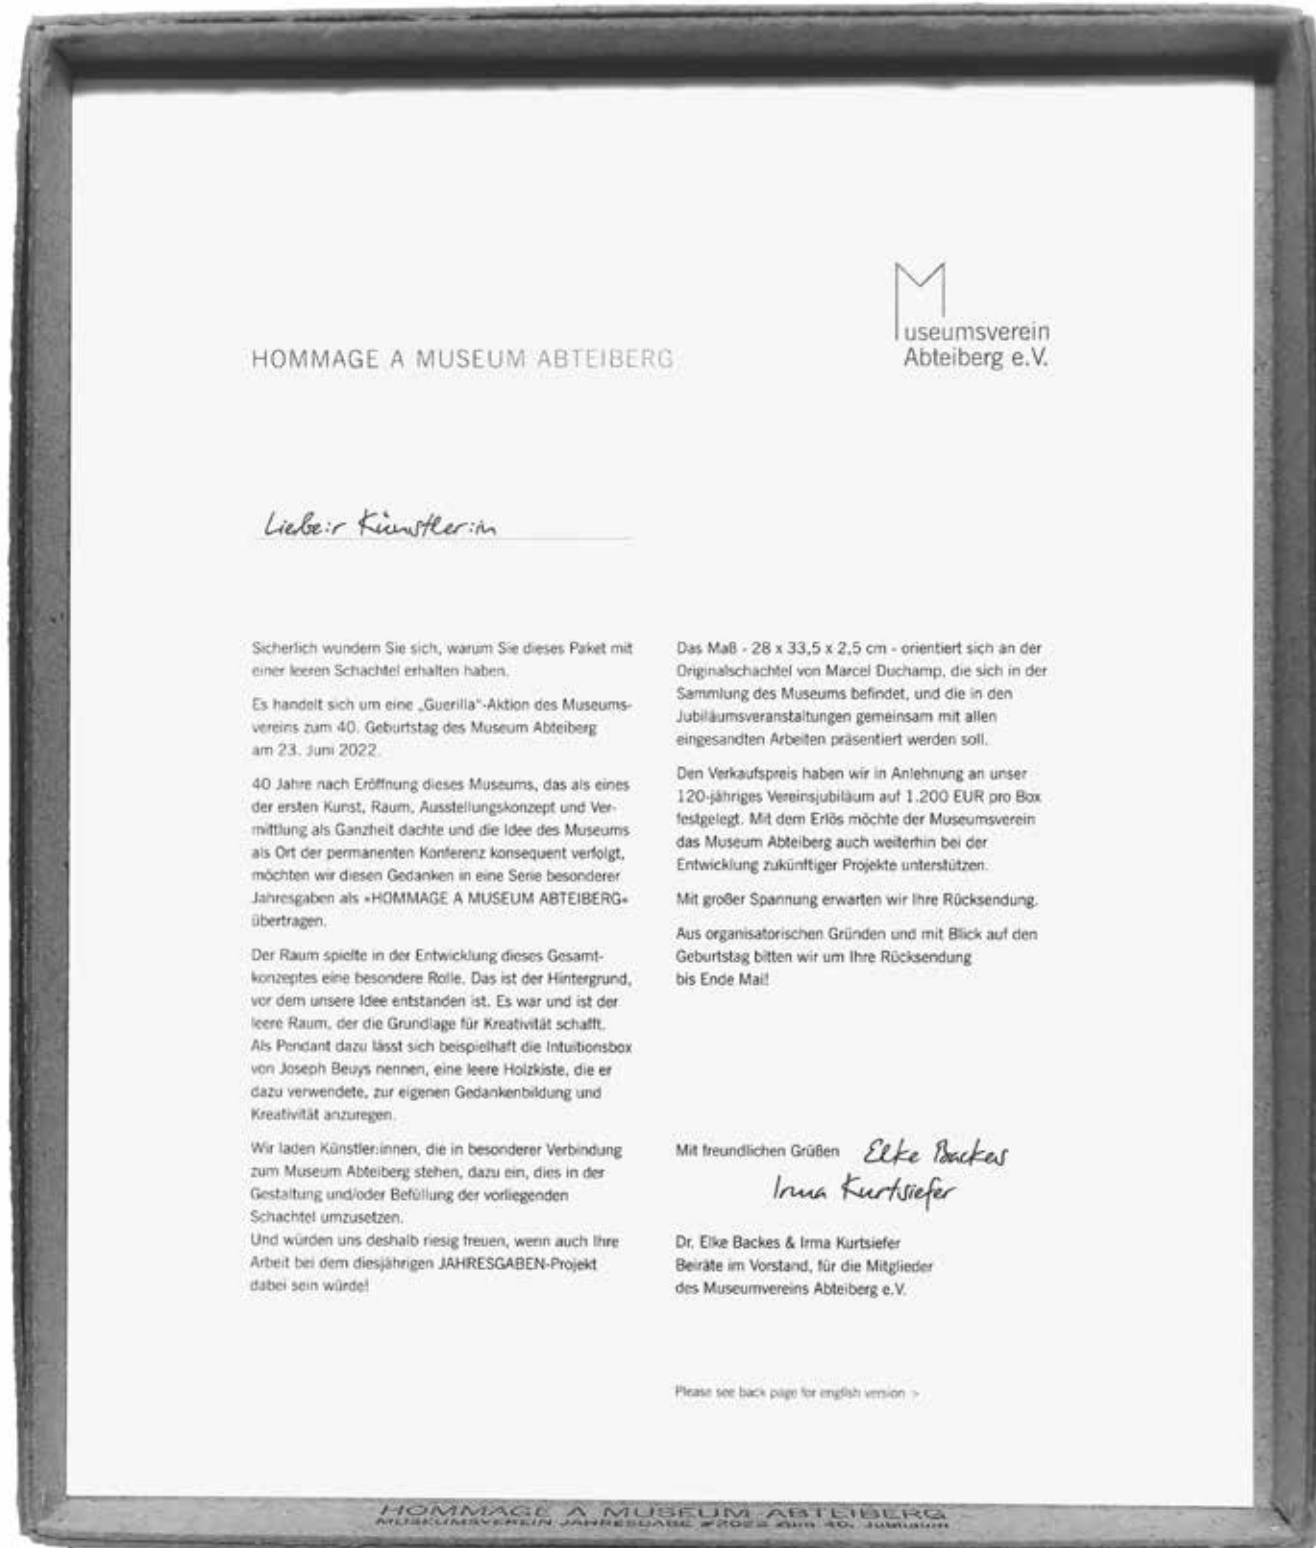 HOMMAGE A MUSEUM ABTEIBERG
Museumsverein
Abteiberg e.V.
Liebe:r Künstler:in
Sicherlich wundern Sie sich, warum Sie dieses Paket mit
einer leeren Schachtel erhalten haben.
Es handelt sich um eine „Guerilla“-Aktion des Museums-
vereins zum 40. Geburtstag des Museum Abteiberg
am 23. Juni 2022.
40 Jahre nach Eröffnung dieses Museums, das als eines
der ersten Kunst, Raum, Ausstellungskonzept und Ver-
mittlung als Ganzheit dachte und die Idee des Museums
als Ort der permanenten Konferenz konsequent verfolgt,
möchten wir diesen Gedanken in eine Serie besonderer
Jahresgaben als »HOMMAGE A MUSEUM ABTEIBERG«
übertragen.
Der Raum spielte in der Entwicklung dieses Gesamt-
konzeptes eine besondere Rolle. Das ist der Hintergrund,
vor dem unsere Idee entstanden ist. Es war und ist der
leere Raum, der die Grundlage für Kreativität schafft.
Als Pendant dazu lässt sich beispielhaft die Intuitionsbox
von Joseph Beuys nennen, eine leere Holzkiste, die er
dazu verwendete, zur eigenen Gedankenbildung und
Kreativität anzuregen.
Wir laden Künstler:innen, die in besonderer Verbindung
zum Museum Abteiberg stehen, dazu ein, dies in der
Gestaltung und/oder Befüllung der vorliegenden
Schachtel umzusetzen.
Und würden uns deshalb riesig freuen, wenn auch Ihre
Arbeit bei dem diesjährigen JAHRESGABEN-Projekt
dabei sein würde!
Das Maß - 28 x 33,5 x 2,5 cm - orientiert sich an der
Originalschachtel von Marcel Duchamp, die sich in der
Sammlung des Museums befindet, und die in den
Jubiläumsveranstaltungen gemeinsam mit allen
eingesandten Arbeiten präsentiert werden soll.
Den Verkaufspreis haben wir in Anlehnung an unser
120-jähriges Vereinsjubiläum auf 1.200 EUR pro Box
festgelegt. Mit dem Erlös möchte der Museumsverein
das Museum Abteiberg auch weiterhin bei der
Entwicklung zukünftiger Projekte unterstützen.
Mit großer Spannung erwarten wir Ihre Rücksendung.
Aus organisatorischen Gründen und mit Blick auf den
Geburtstag bitten wir um Ihre Rücksendung
bis Ende Mai!
Mit freundlichen Grüßen Elke Backes
Irma Kurtsiefer
Dr. Elke Backes & Irma Kurtsiefer
Beiräte im Vorstand, für die Mitglieder
des Museumvereins Abteiberg e.V.
Please see back page for english version >
HOMMAGE A MUSEUM ABTEIBERG
MUSEUMSVEREIN JAHRESGABE #2022 zum 40. Jubiläum